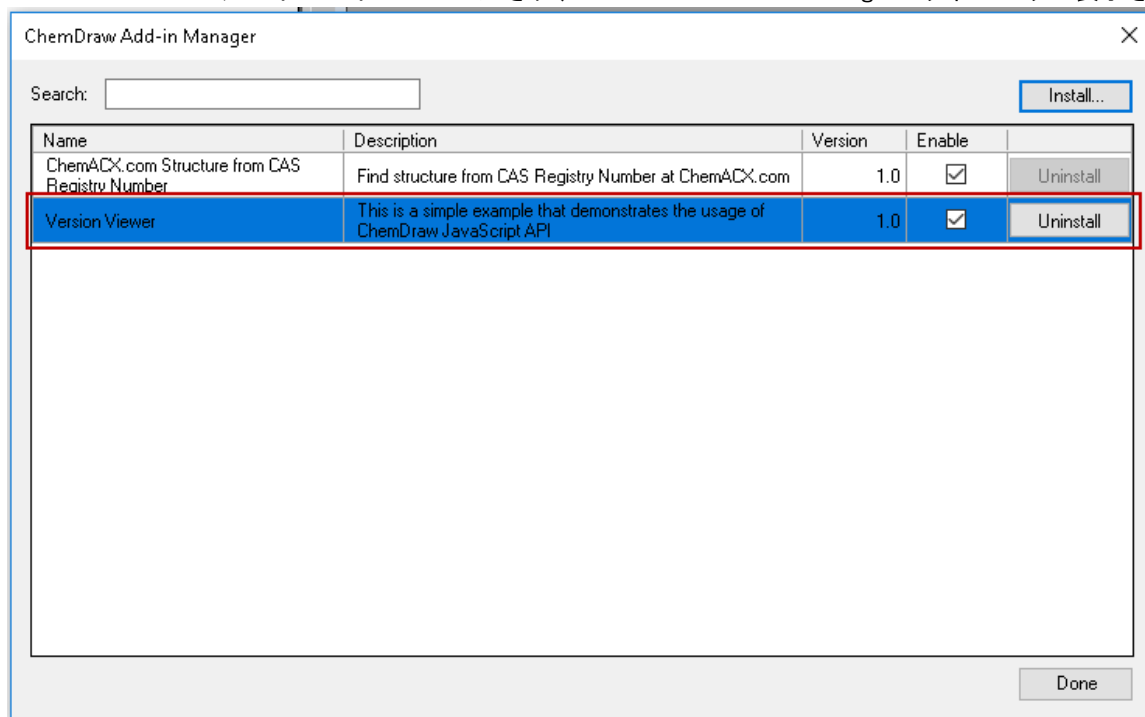 ChemDraw Add-in Manager
Search:
Install...
Name Description Version Enable
ChemACX.com Structure from CAS
Registry Number
Find structure from CAS Registry Number at ChemACX.com 1.0 Uninstall
Version Viewer
This is a simple example that demonstrates the usage of
ChemDraw JavaScript API
1.0 Uninstall
Done